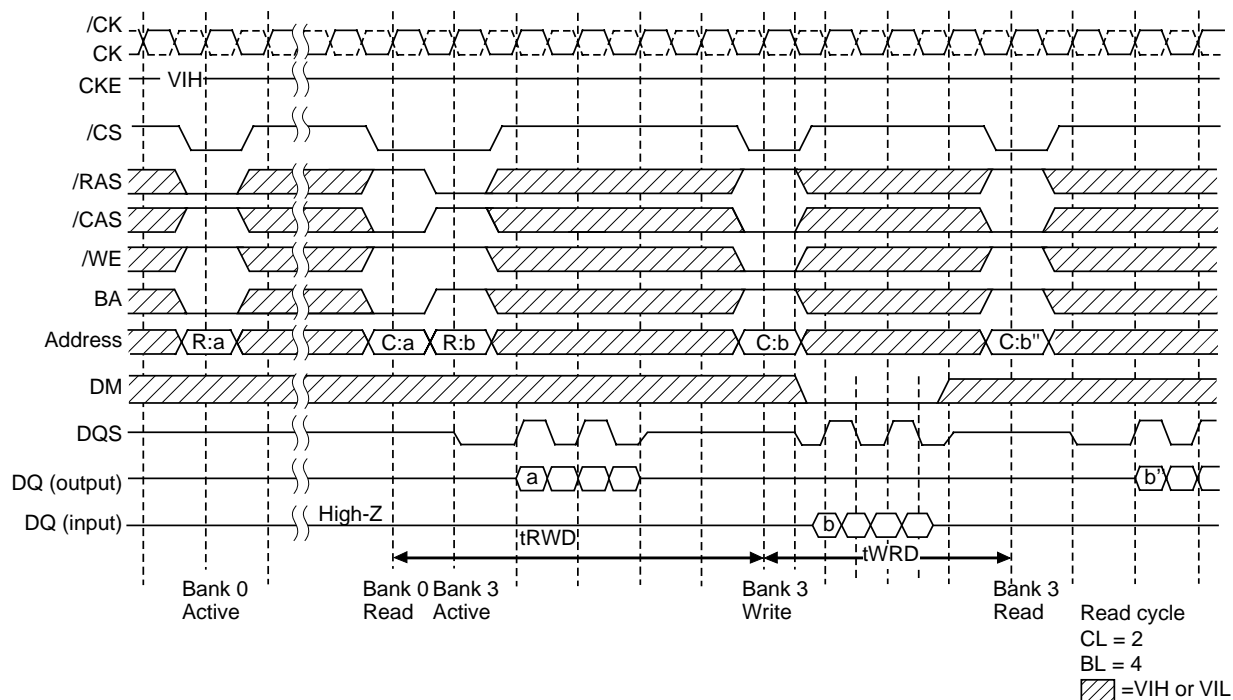 /CK
CK
CKE VIH
/CS
/RAS
/CAS
/WE
BA
Address R:a C:a R:b C:b C:b"
DM
DQS
DQ (output) a b'
DQ (input) High-Z b
tRWD tWRD
Bank 0 Active
Bank 0 Read
Bank 3 Active
Bank 3 Write
Bank 3 Read
Read cycle
CL = 2
BL = 4
=VIH or VIL